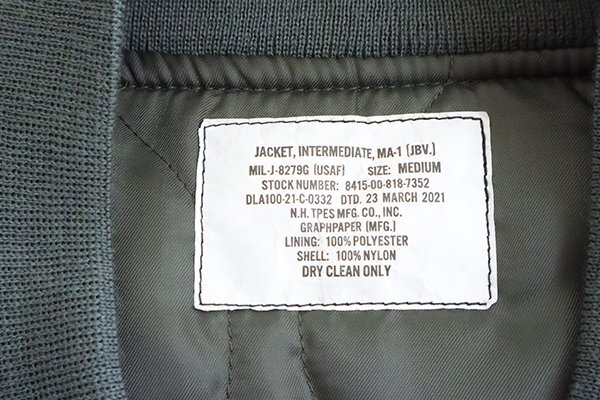 JACKET, INTERMEDIATE, MA-1 (JBV.)
MIL-J-8279G (USAF) SIZE: MEDIUM
STOCK NUMBER: 8415-00-818-7352
DLA100-21-C-0332 DTD. 23 MARCH 2021
N.H. TPES MFG. CO., INC.
GRAPHPAPER (MFG.)
LINING: 100% POLYESTER
SHELL: 100% NYLON
DRY CLEAN ONLY